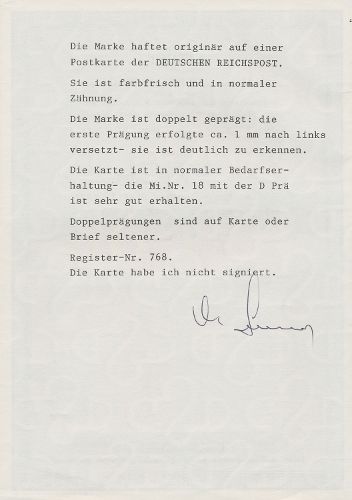 Die Marke haftet originär auf einer
Postkarte der DEUTSCHEN REICHSPOST.
Sie ist farbfrisch und in normaler
Zähnung.
Die Marke ist doppelt geprägt: die
erste Prägung erfolgte ca. 1 mm nach links
versetzt- sie ist deutlich zu erkennen.
Die Karte ist in normaler Bedarfser-
haltung- die Mi.Nr. 18 mit der D Prä
ist sehr gut erhalten.
Doppelprägungen sind auf Karte oder
Brief seltener.
Register-Nr. 768.
Die Karte habe ich nicht signiert.